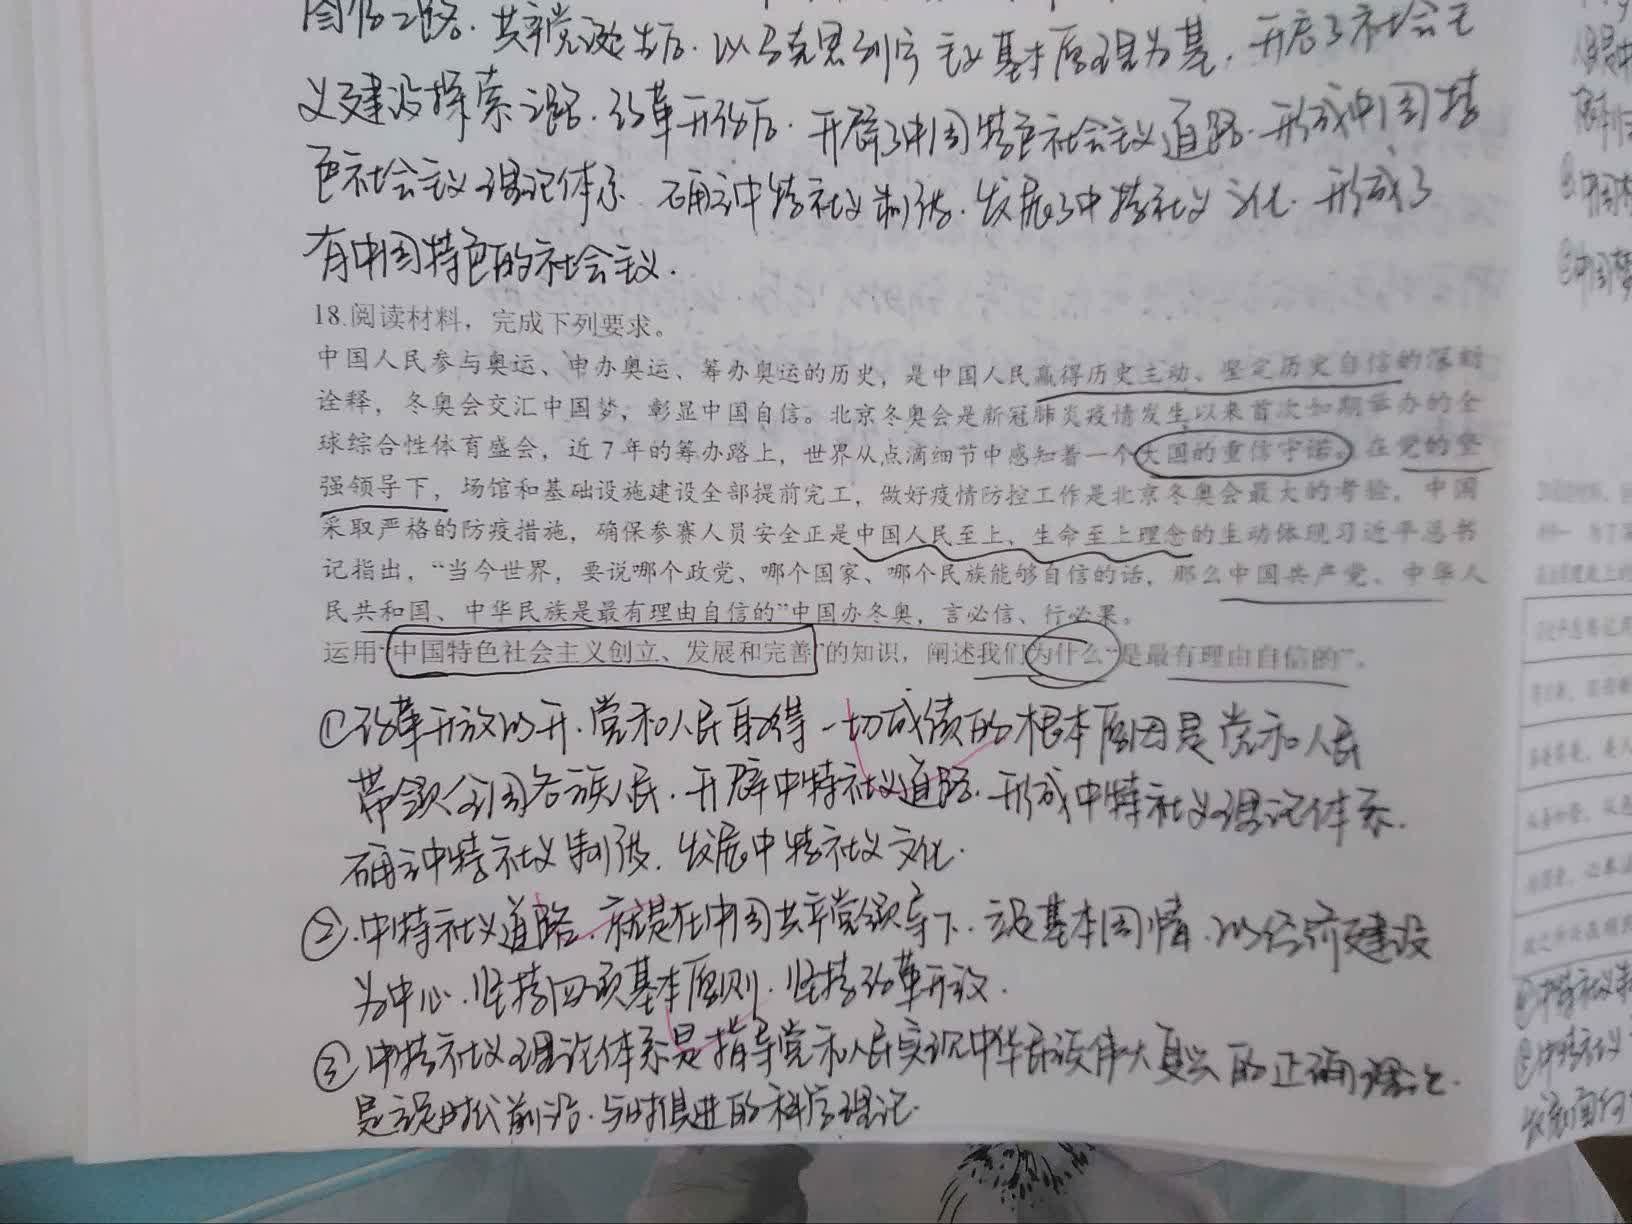 图存之路。共产党诞生后，以马克思列宁主义基本原理为基，开启了社会主
义建设探索之路。改革开放后，开辟了中国特色社会主义道路，形成中国特
色社会主义理论体系，确立中特社义制度，发展了中特社义文化，形成了
有中国特色的社会主义。
18.阅读材料，完成下列要求。
中国人民参与奥运、申办奥运、筹办奥运的历史，是中国人民赢得历史主动、坚定历史自信的深刻
诠释，冬奥会交汇中国梦，彰显中国自信。北京冬奥会是新冠肺炎疫情发生以来首次如期举办的全
球综合性体育盛会，近7年的筹办路上，世界从点滴细节中感知着一个大国的重信守诺。在党的坚
强领导下，场馆和基础设施建设全部提前完工，做好疫情防控工作是北京冬奥会最大的考验，中国
采取严格的防疫措施，确保参赛人员安全正是中国人民至上、生命至上理念的生动体现习近平总书
记指出，“当今世界，要说哪个政党、哪个国家、哪个民族能够自信的话，那么中国共产党、中华人
民共和国、中华民族是最有理由自信的”中国办冬奥，言必信、行必果。
运用“中国特色社会主义创立、发展和完善”的知识，阐述我们为什么“是最有理由自信的”。
①改革开放以开，党和人民取得一切成绩的根本原因是党和人民
带领全国各族人民，开辟中特社义道路，形成中特社义理论体系，
确立中特社义制度，发展中特社义文化。
②中特社义道路，就是在中国共产党领导下，立足基本国情，以经济建设
为中心，坚持四项基本原则，坚持改革开放。
③中特社义理论体系是指导党和人民实现中华民族伟大复兴的正确理论，
是立足时代前沿，与时俱进的科学理论。